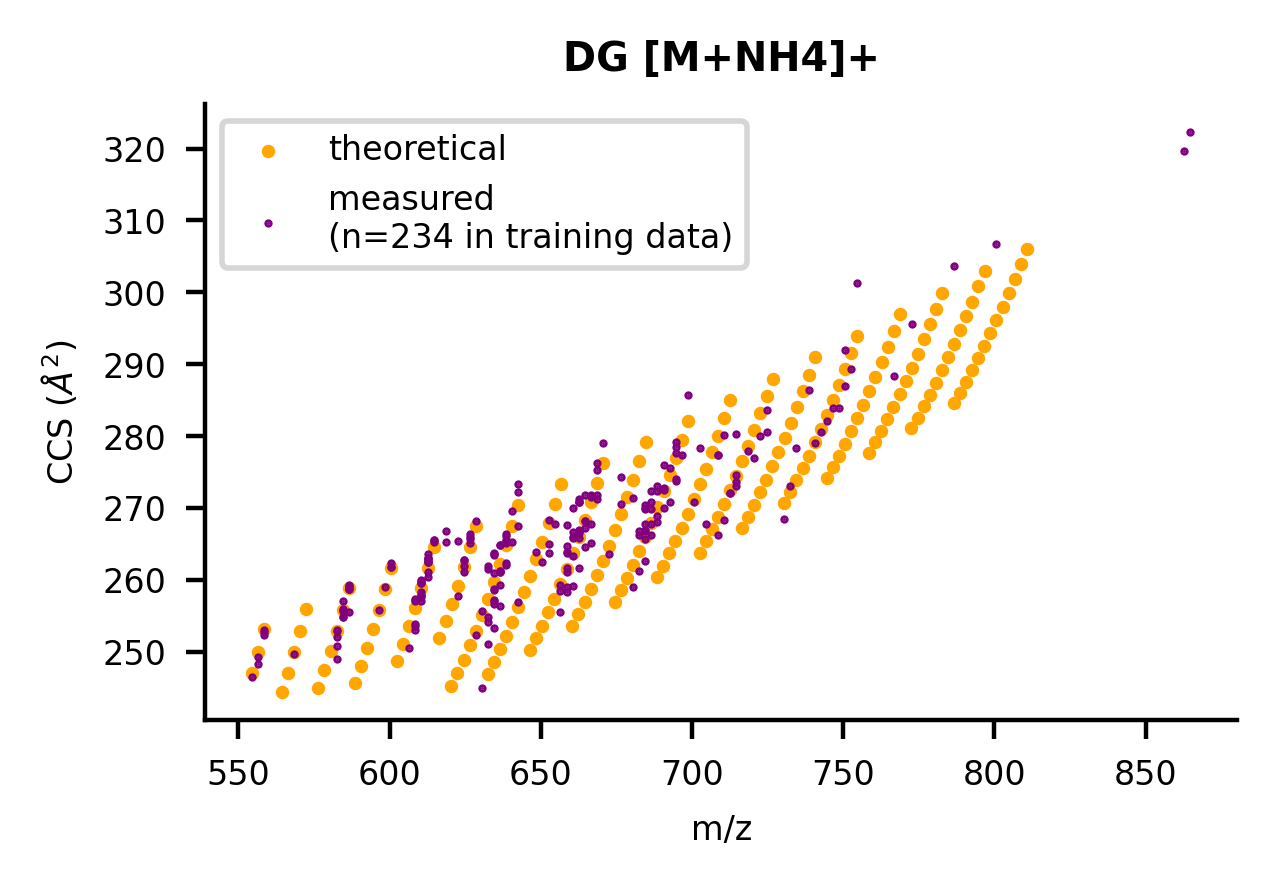 DG [M+NH4]+
theoretical
measured
(n=234 in training data)
CCS (Å²)
320
310
300
290
280
270
260
250
550
600
650
700
750
800
850
m/z